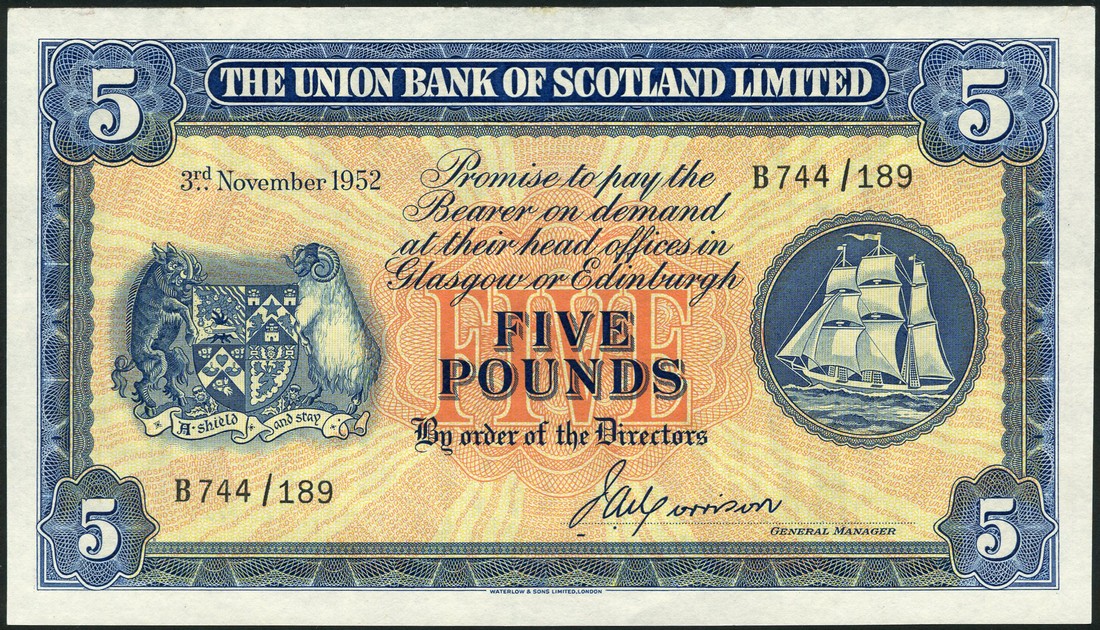 5
THE UNION BANK OF SCOTLAND LIMITED
5
3rd. November 1952
Promise to pay the
Bearer on demand
at their head offices in
Glasgow or Edinburgh
B744/189
FIVE
FIVE
POUNDS
By order of the Directors
A·shield and stay
B744/189
J A Morrison
GENERAL MANAGER
5
5
WATERLOW & SONS LIMITED, LONDON